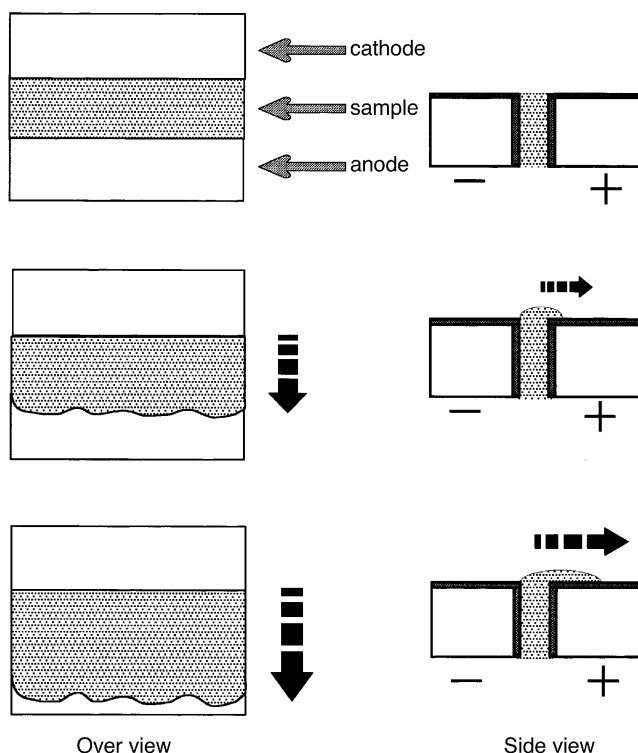 cathode
sample
anode
− +
− +
− +
Over view
Side view